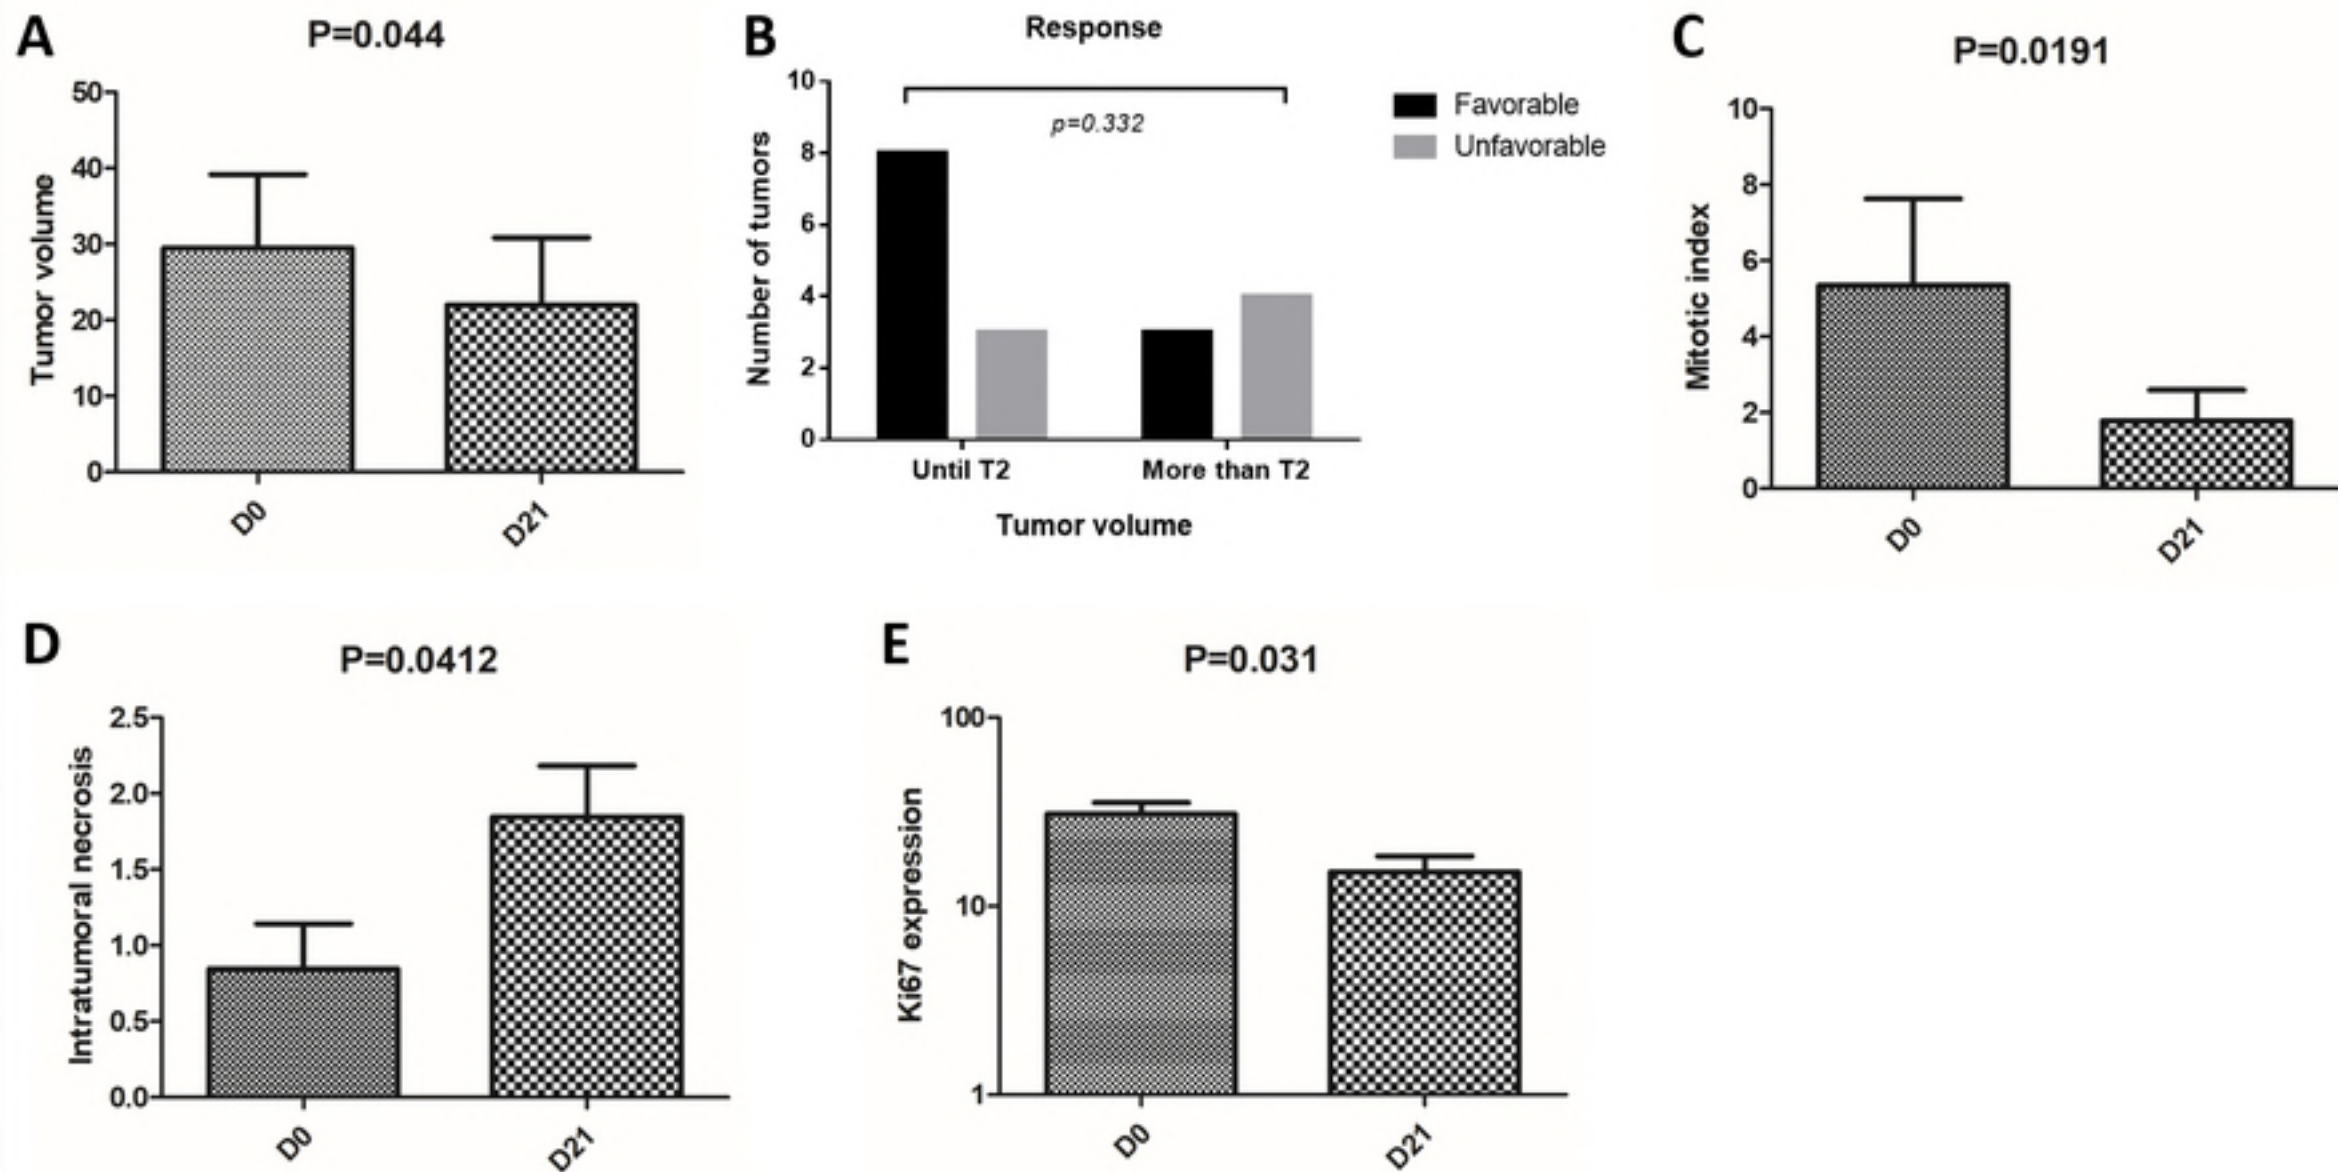 A
P=0.044
50
40
30
20
10
0
Tumor volume
D0
D21
B
Response
10
8
6
4
2
0
Number of tumors
p=0.332
Favorable
Unfavorable
Until T2
More than T2
Tumor volume
C
P=0.0191
10
8
6
4
2
0
Mitotic index
D0
D21
D
P=0.0412
2.5
2.0
1.5
1.0
0.5
0.0
Intratumoral necrosis
D0
D21
E
P=0.031
100
10
1
Ki67 expression
D0
D21